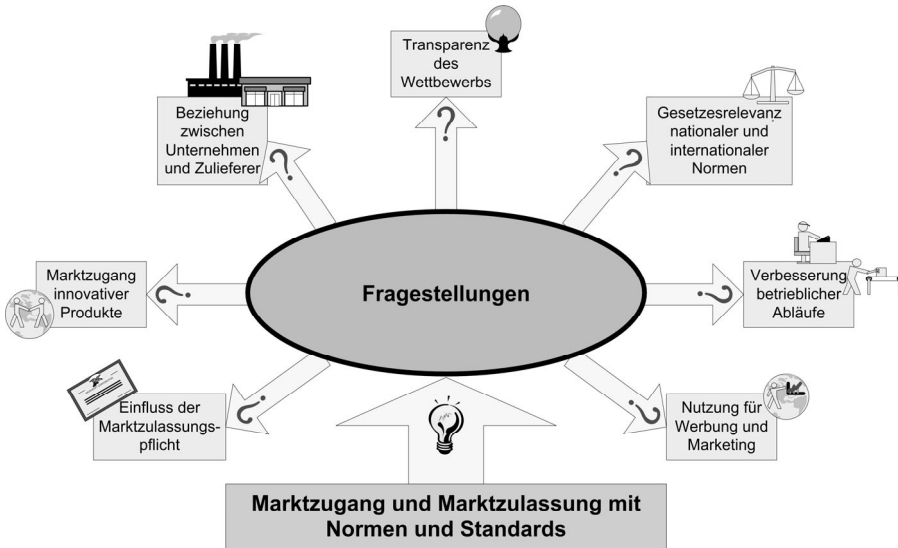 Transparenz
des
Wettbewerbs
Beziehung
zwischen
Unternehmen
und Zulieferer
Gesetzesrelevanz
nationaler und
internationaler
Normen
Marktzugang
innovativer
Produkte
Fragestellungen
Verbesserung
betrieblicher
Abläufe
Einfluss der
Marktzulassungs-
pflicht
Nutzung für
Werbung und
Marketing
Marktzugang und Marktzulassung mit
Normen und Standards